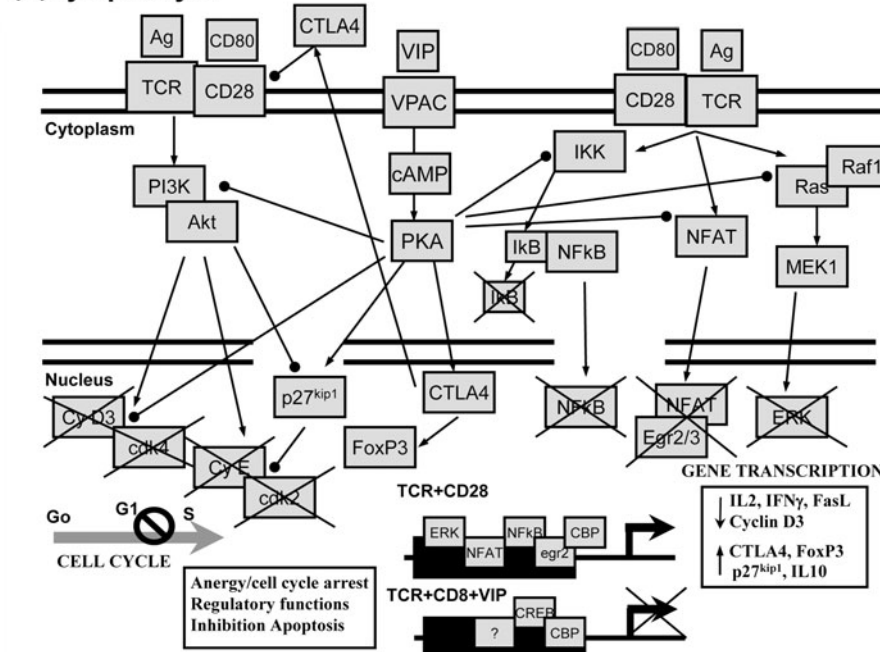 Ag
CD80
CTLA4
VIP
CD80
Ag
TCR
CD28
VPAC
CD28
TCR
Cytoplasm
IKK
Raf1
PI3K
cAMP
Ras
Akt
PKA
IkB
NFkB
NFAT
MEK1
IkB
Nucleus
p27kip1
CTLA4
NFkB
NFAT
ERK
Cy D3
cdk4
FoxP3
Egr2/3
Cy E
cdk2
GENE TRANSCRIPTION
TCR+CD28
IL2, IFNγ, FasL
Cyclin D3
CTLA4, FoxP3
p27kip1, IL10
Go
G1
S
CELL CYCLE
ERK
NFAT
NFkB
egr2
CBP
Anergy/cell cycle arrest
Regulatory functions
Inhibition Apoptosis
TCR+CD8+VIP
?
CREB
CBP